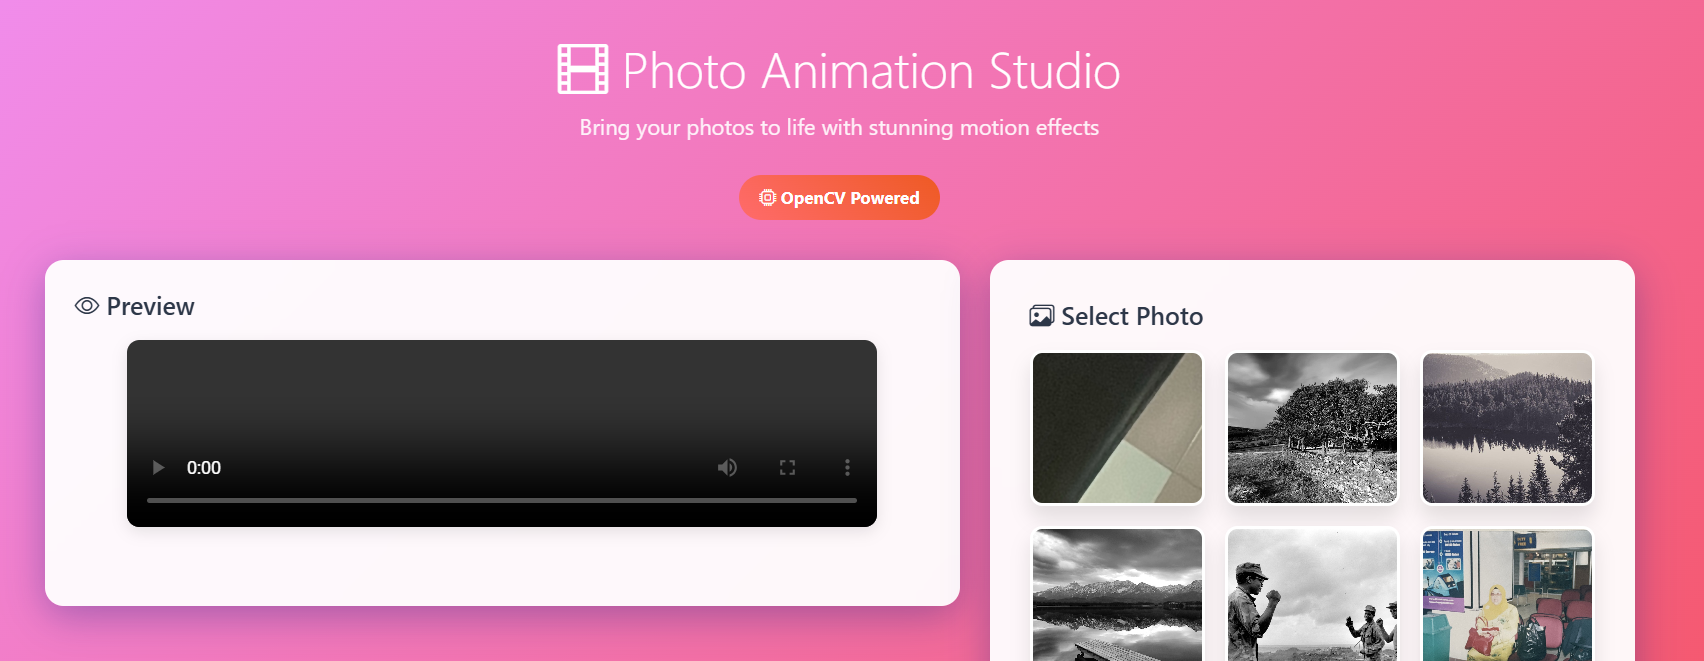 Photo Animation Studio
Bring your photos to life with stunning motion effects
OpenCV Powered
Preview
Select Photo
0:00